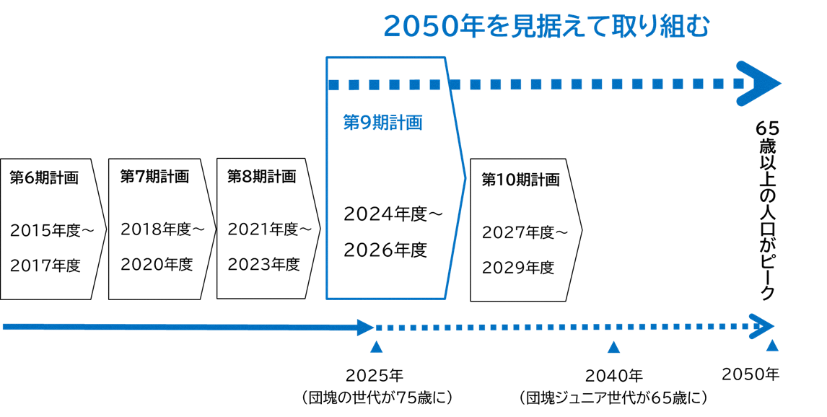 2050年を見据えて取り組む
第6期計画
2015年度～
2017年度
第7期計画
2018年度～
2020年度
第8期計画
2021年度～
2023年度
第9期計画
2024年度～
2026年度
第10期計画
2027年度～
2029年度
65歳以上の人口がピーク
2025年
（団塊の世代が75歳に）
2040年
（団塊ジュニア世代が65歳に）
2050年